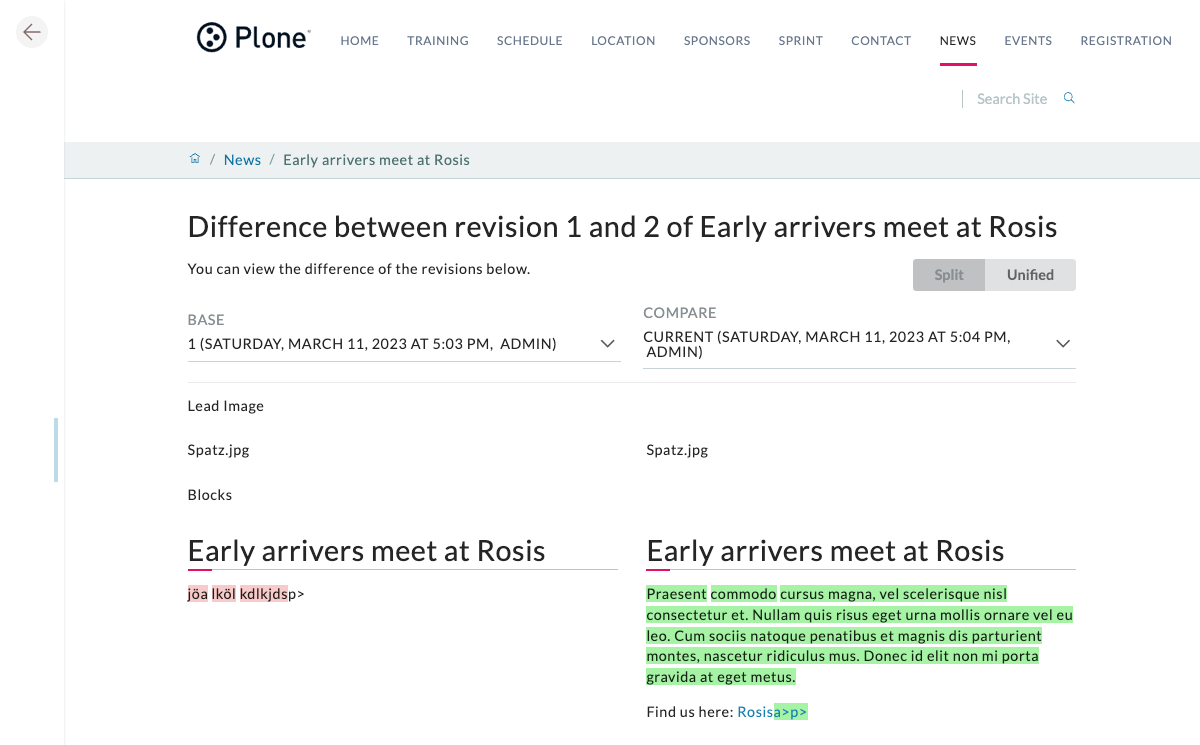 Plone
HOME TRAINING SCHEDULE LOCATION SPONSORS SPRINT CONTACT NEWS EVENTS REGISTRATION
Search Site
/ News / Early arrivers meet at Rosis
Difference between revision 1 and 2 of Early arrivers meet at Rosis
You can view the difference of the revisions below.
Split Unified
BASE
1 (SATURDAY, MARCH 11, 2023 AT 5:03 PM, ADMIN)
COMPARE
CURRENT (SATURDAY, MARCH 11, 2023 AT 5:04 PM,
ADMIN)
Lead Image
Spatz.jpg
Spatz.jpg
Blocks
Early arrivers meet at Rosis
jöa lköl kdlkjdsp>
Early arrivers meet at Rosis
Praesent commodo cursus magna, vel scelerisque nisl
consectetur et. Nullam quis risus eget urna mollis ornare vel eu
leo. Cum sociis natoque penatibus et magnis dis parturient
montes, nascetur ridiculus mus. Donec id elit non mi porta
gravida at eget metus.
Find us here: Rosisa>p>